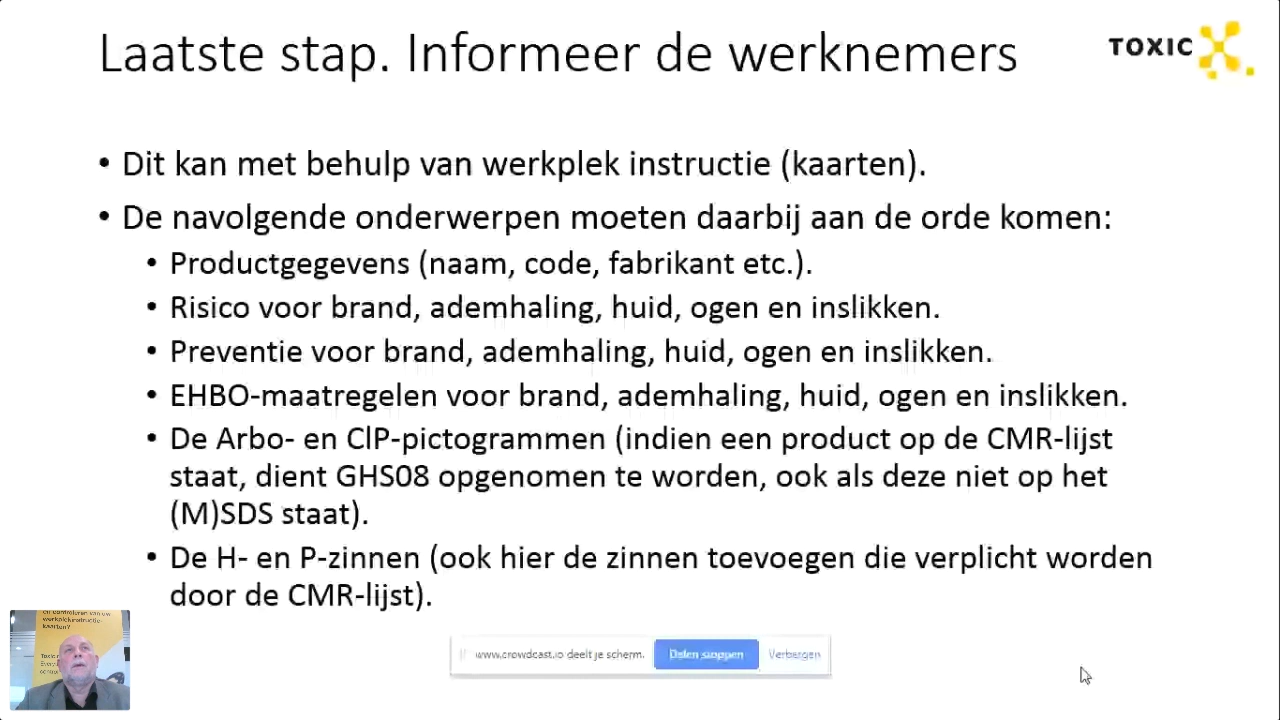 Laatste stap. Informeer de werknemers
TOXIC
• Dit kan met behulp van werkplek instructie (kaarten).
• De navolgende onderwerpen moeten daarbij aan de orde komen:
• Productgegevens (naam, code, fabrikant etc.).
• Risico voor brand, ademhaling, huid, ogen en inslikken.
• Preventie voor brand, ademhaling, huid, ogen en inslikken.
• EHBO-maatregelen voor brand, ademhaling, huid, ogen en inslikken.
• De Arbo- en ClP-pictogrammen (indien een product op de CMR-lijst
staat, dient GHS08 opgenomen te worden, ook als deze niet op het
(M)SDS staat).
• De H- en P-zinnen (ook hier de zinnen toevoegen die verplicht worden
door de CMR-lijst).
werkplekinstructie-
kaarten?
www.crowdcast.io deelt je scherm.
Delen stoppen
Verbergen